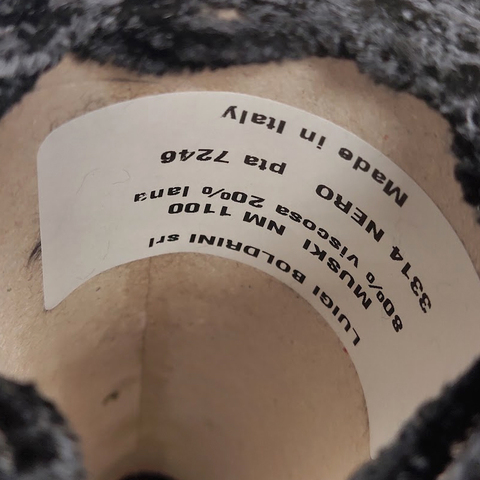 LUIGI BOLDRINI srl
MUSKI NM 1100
80% viscosa 20% lana
3314 NERO pta 7246
Made in Italy